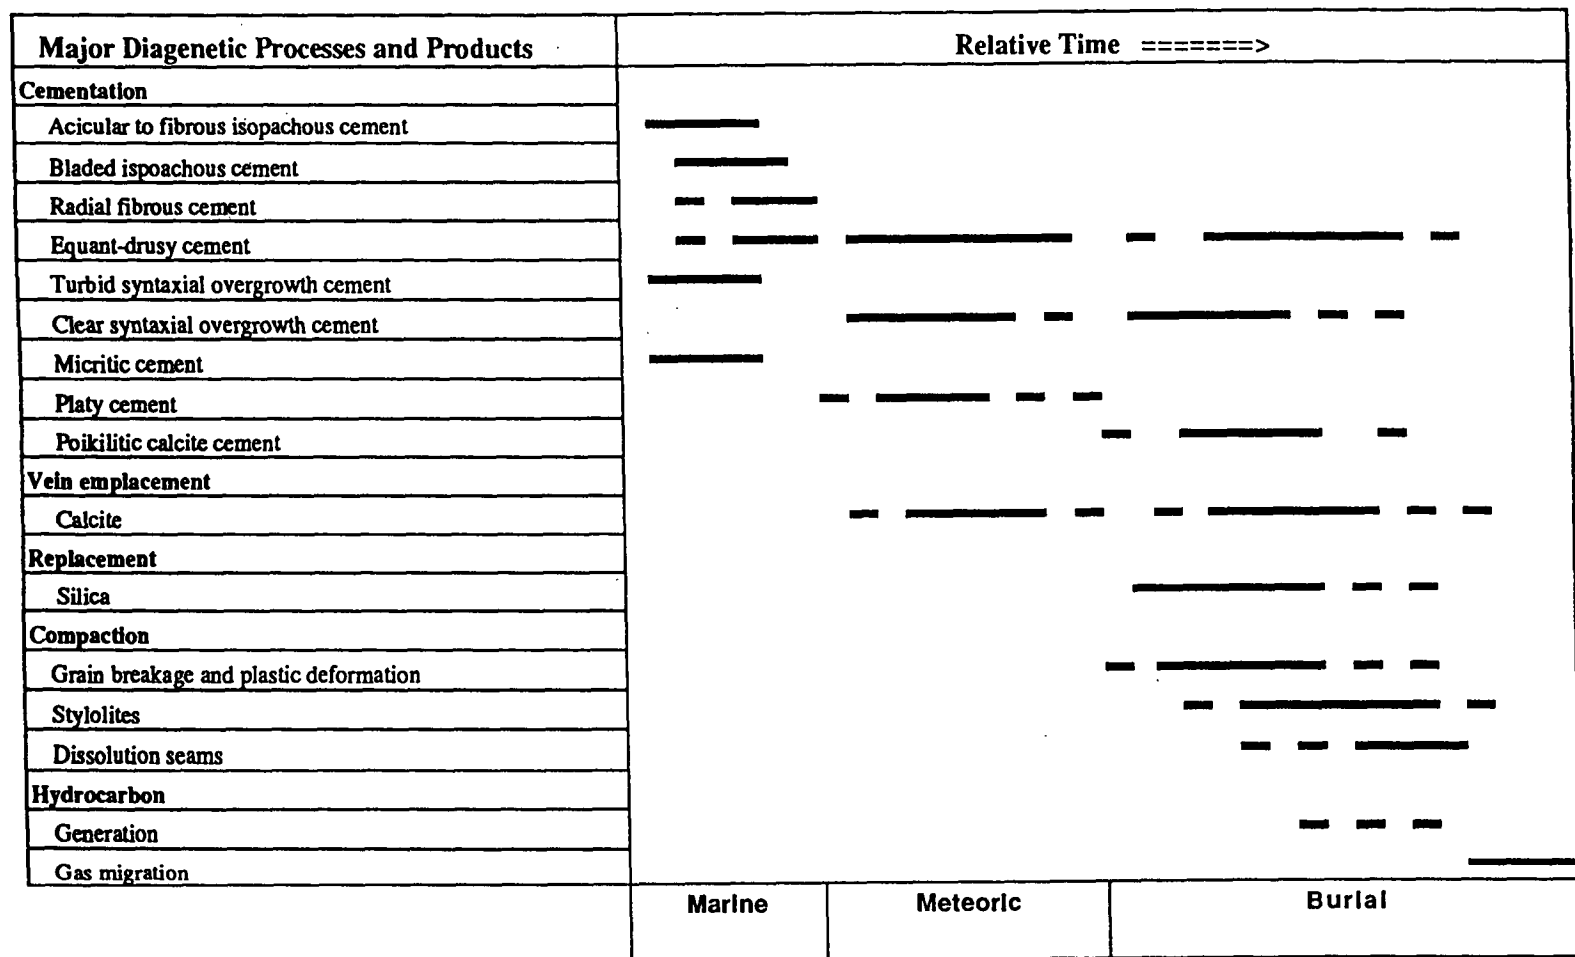 Major Diagenetic Processes and Products
Relative Time =======>
Cementation
Acicular to fibrous isopachous cement
Bladed ispoachous cement
Radial fibrous cement
Equant-drusy cement
Turbid syntaxial overgrowth cement
Clear syntaxial overgrowth cement
Micritic cement
Platy cement
Poikilitic calcite cement
Vein emplacement
Calcite
Replacement
Silica
Compaction
Grain breakage and plastic deformation
Stylolites
Dissolution seams
Hydrocarbon
Generation
Gas migration
Marine
Meteoric
Burial